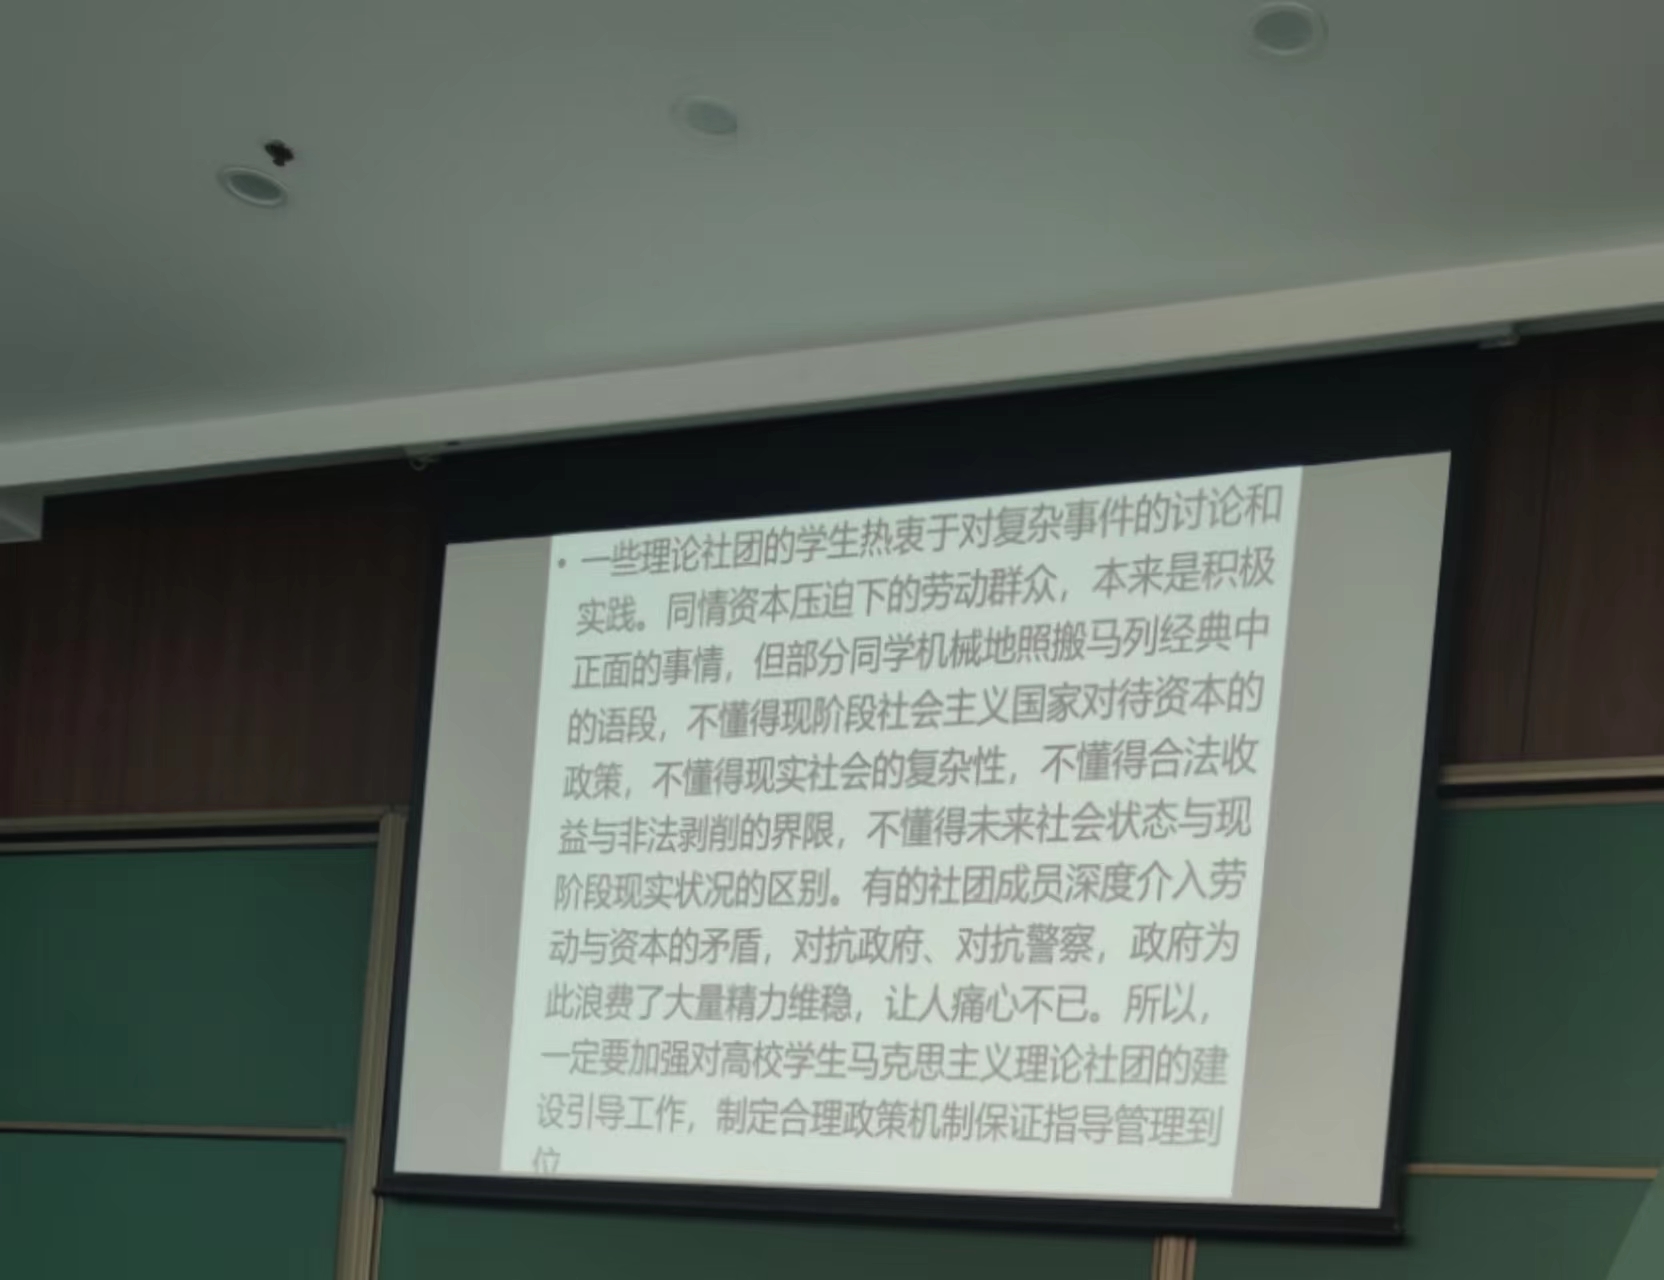 • 一些理论社团的学生热衷于对复杂事件的讨论和
实践。同情资本压迫下的劳动群众，本来是积极
正面的事情，但部分同学机械地照搬马列经典中
的语段，不懂得现阶段社会主义国家对待资本的
政策，不懂得现实社会的复杂性，不懂得合法收
益与非法剥削的界限，不懂得未来社会状态与现
阶段现实状况的区别。有的社团成员深度介入劳
动与资本的矛盾，对抗政府、对抗警察，政府为
此浪费了大量精力维稳，让人痛心不已。所以，
一定要加强对高校学生马克思主义理论社团的建
设引导工作，制定合理政策机制保证指导管理到
位